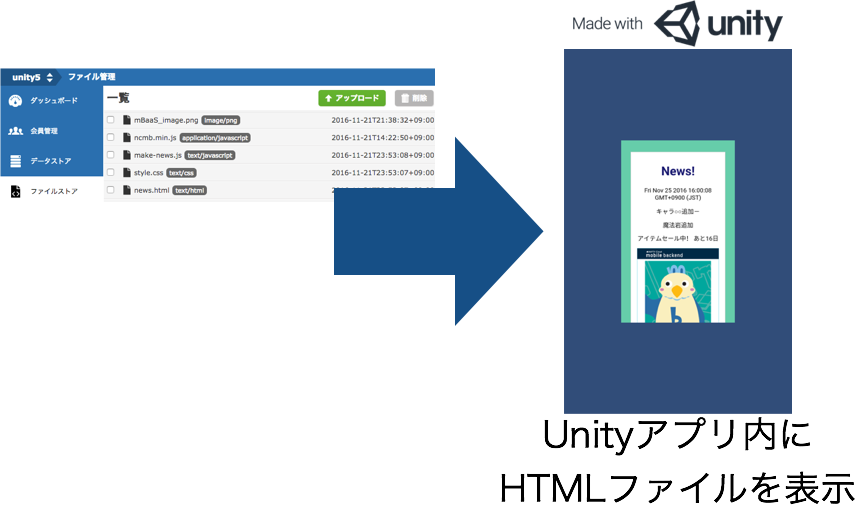 Made with unity
unity5 ファイル管理
ダッシュボード
会員管理
データストア
ファイルストア
一覧
アップロード
削除
mBaaS_image.png image/png 2016-11-21T21:38:32+09:00
ncmb.min.js application/javascript 2016-11-21T14:22:50+09:00
make-news.js text/javascript 2016-11-21T23:53:08+09:00
style.css text/css 2016-11-21T23:53:07+09:00
news.html text/html
News!
Fri Nov 25 2016 16:00:08
GMT+0900 (JST)
キャラ○○追加ー
魔法岩追加
アイテムセール中! あと16日
mobile backend
b
Unityアプリ内に
HTMLファイルを表示